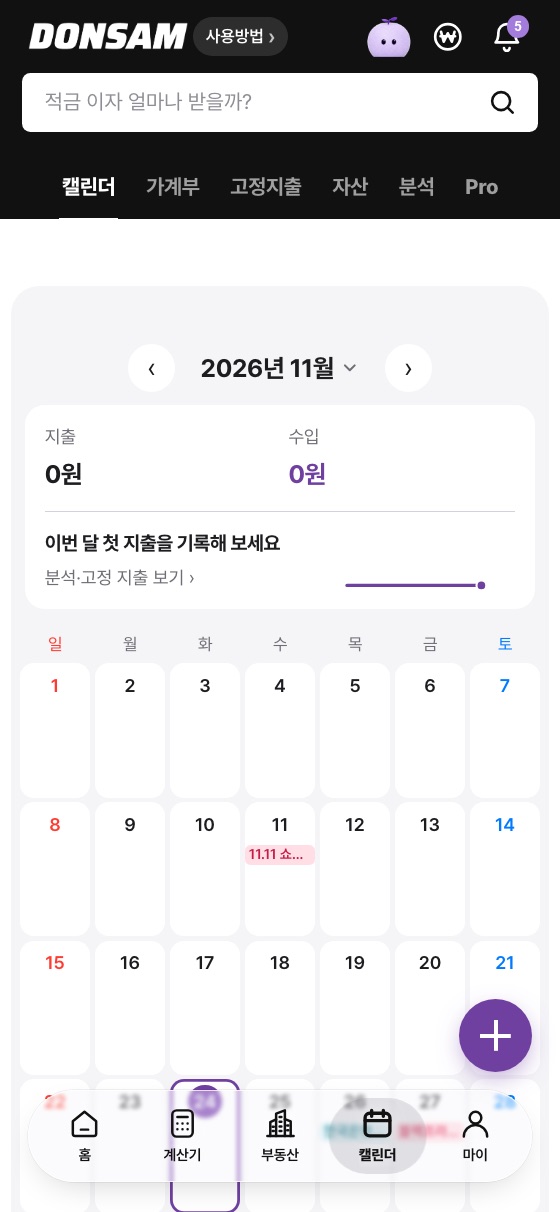 DONSAM 사용방법 › 5
적금 이자 얼마나 받을까?
캘린더 가계부 고정지출 자산 분석 Pro
‹ 2026년 11월 ›
지출 수입
0원 0원
이번 달 첫 지출을 기록해 보세요
분석·고정 지출 보기 ›
일 월 화 수 목 금 토
1 2 3 4 5 6 7
8 9 10 11 12 13 14
11.11 쇼...
15 16 17 18 19 20 21
22 23 24 25 26 27 28
홈 계산기 부동산 캘린더 마이